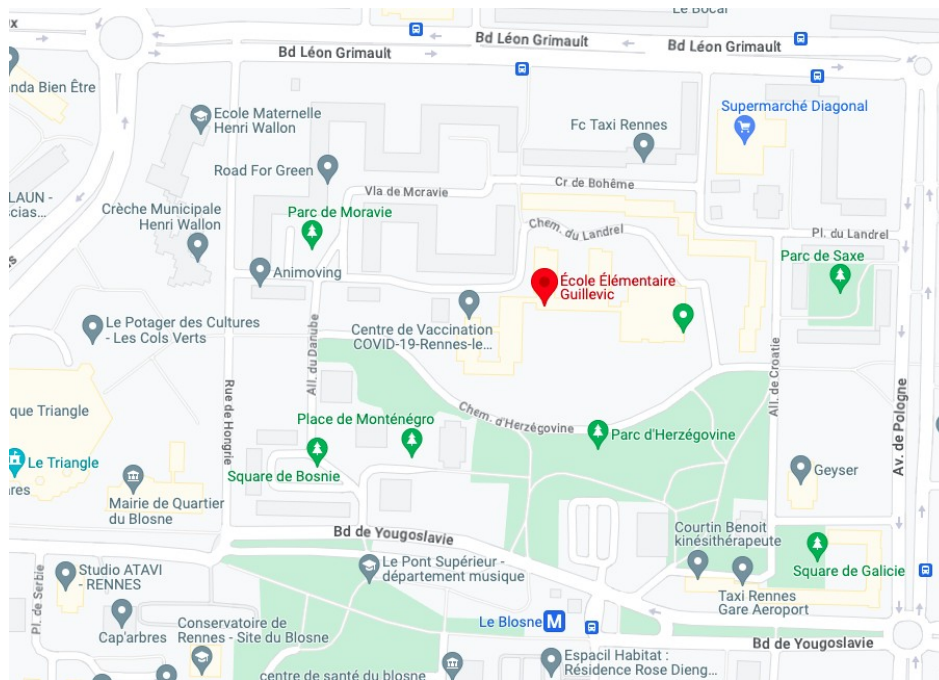 Le Bocal
ux
Bd Léon Grimault
Bd Léon Grimault
Bd Léon Grimault
anda Bien Être
Ecole Maternelle
Henri Wallon
Supermarché Diagonal
Fc Taxi Rennes
Road For Green
Vla de Moravie
Cr de Bohême
LAUN -
cias...
Crèche Municipale
Henri Wallon
Parc de Moravie
Chem. du Landrel
Pl. du Landrel
Parc de Saxe
Animoving
École Élémentaire
Guillevic
Le Potager des Cultures
- Les Cols Verts
Centre de Vaccination
COVID-19-Rennes-le...
All. du Danube
All. de Croatie
Av. de Pologne
Rue de Hongrie
que Triangle
Place de Monténégro
Chem. d'Herzégovine
Parc d'Herzégovine
Le Triangle
res
Square de Bosnie
Geyser
Mairie de Quartier
du Blosne
Bd de Yougoslavie
Courtin Benoit
kinésithérapeute
Le Pont Supérieur -
département musique
Square de Galicie
Studio ATAVI
- RENNES
Pl. de Serbie
Taxi Rennes
Gare Aeroport
Cap'arbres
Conservatoire de
Rennes - Site du Blosne
Le Blosne M
Bd de Yougoslavie
centre de santé du blosne
Espacil Habitat :
Résidence Rose Dieng...